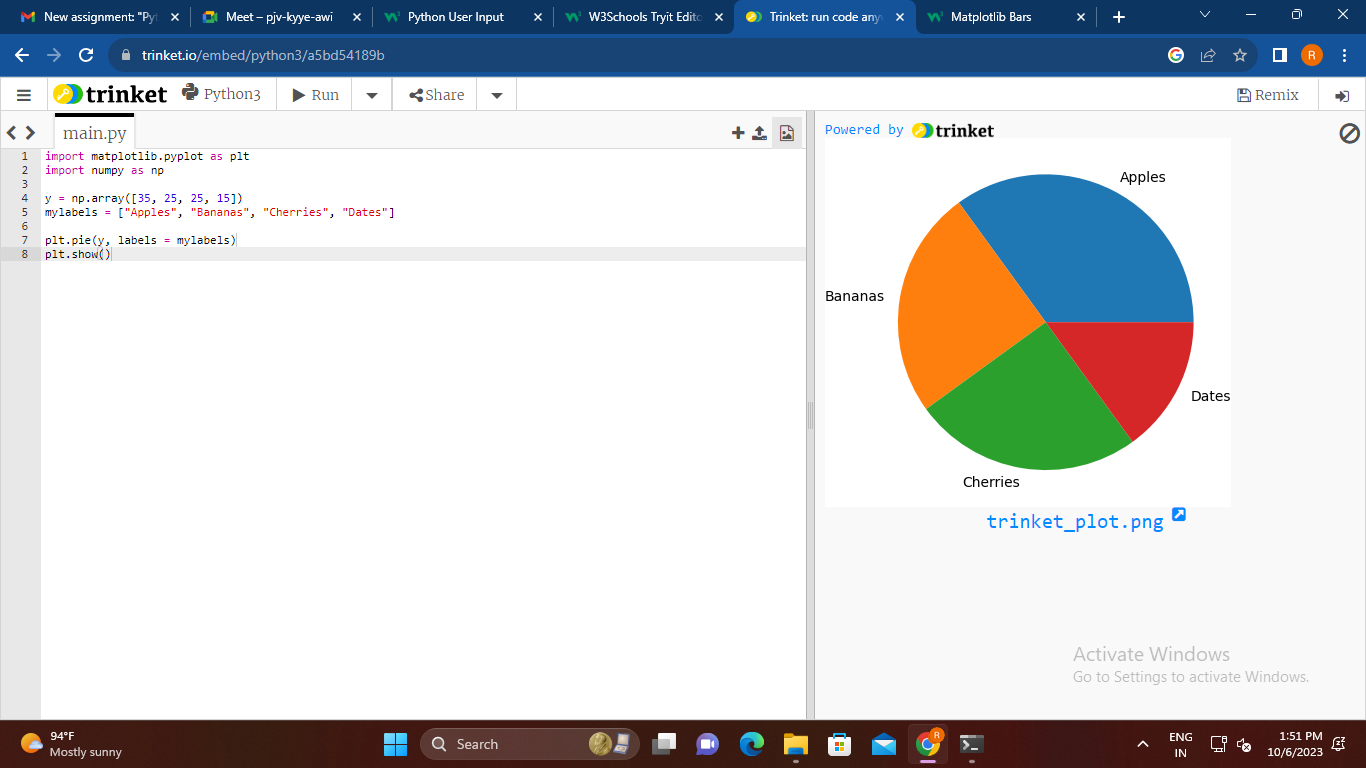 New assignment: "Pyt
Meet – pjv-kyye-awi
Python User Input
W3Schools Tryit Edito
Trinket: run code any
Matplotlib Bars
trinket.io/embed/python3/a5bd54189b
R
trinket
Python3
Run
Share
Remix
main.py
1 import matplotlib.pyplot as plt
2 import numpy as np
3
4 y = np.array([35, 25, 25, 15])
5 mylabels = ["Apples", "Bananas", "Cherries", "Dates"]
6
7 plt.pie(y, labels = mylabels)
8 plt.show()
Powered by trinket
Apples
Bananas
Dates
Cherries
trinket_plot.png
Activate Windows
Go to Settings to activate Windows.
94°F
Mostly sunny
Search
R
ENG
IN
1:51 PM
10/6/2023